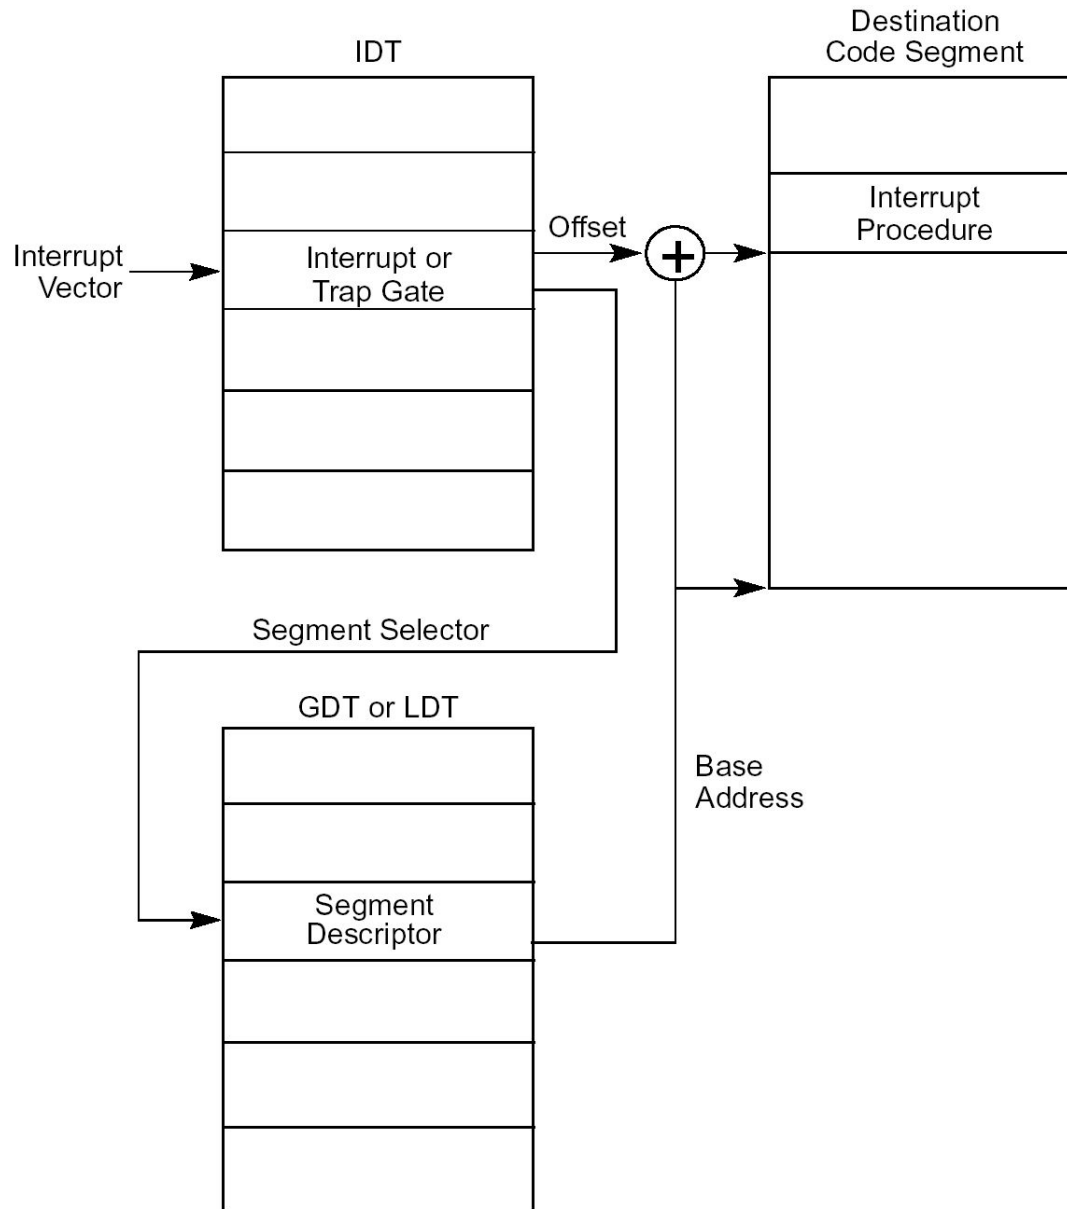 IDT
Destination
Code Segment
Interrupt
Vector
Interrupt or
Trap Gate
Offset
+
Interrupt
Procedure
Segment Selector
GDT or LDT
Segment
Descriptor
Base
Address